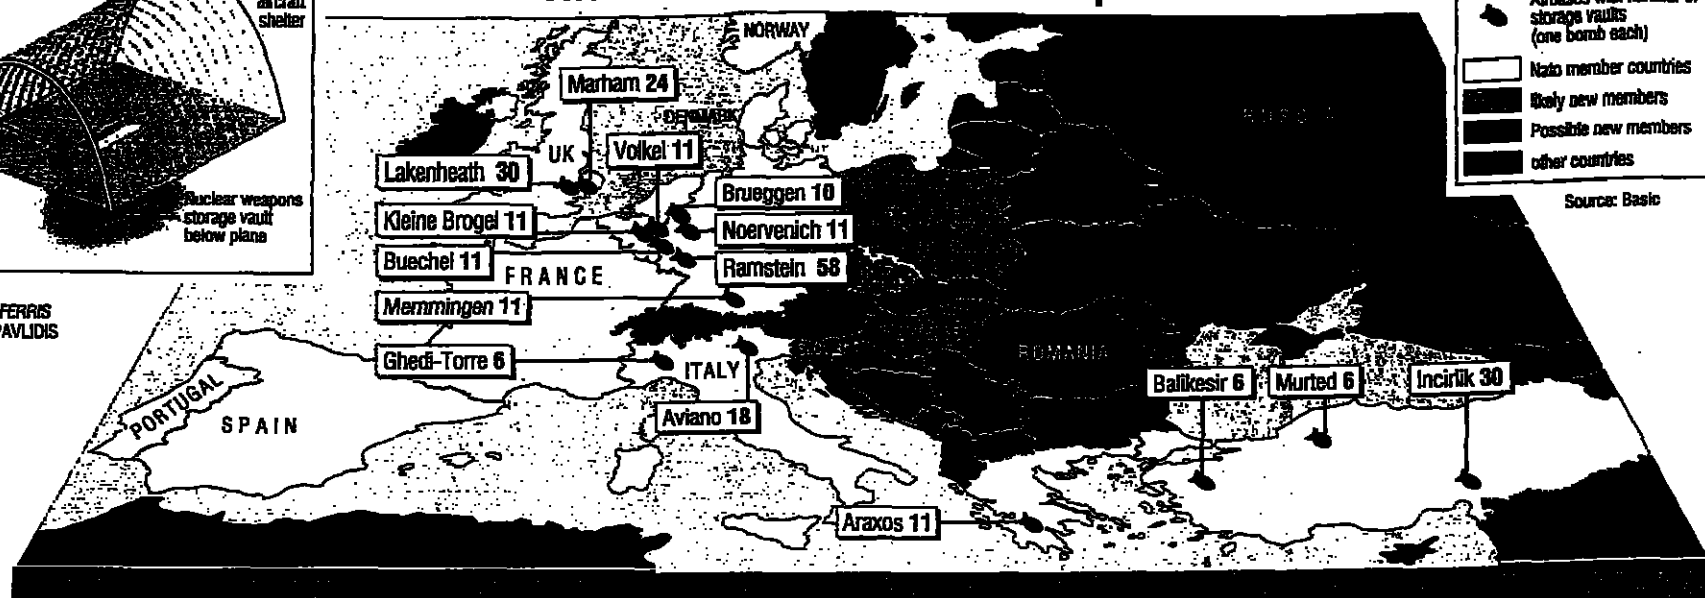 aircraft
shelter
Nuclear weapons
storage vault
below plane
FERRIS
PAVLIDIS
NORWAY
Marham 24
DENMARK
UK
Volkel 11
Lakenheath 30
Brueggen 10
Kleine Brogel 11
Noervenich 11
Buechel 11
FRANCE
Ramstein 58
Memmingen 11
Ghedi-Torre 6
ITALY
ROMANIA
Balikesir 6
Murted 6
Incirlik 30
PORTUGAL
SPAIN
Aviano 18
Araxos 11
storage vaults
(one bomb each)
Nato member countries
likely new members
Possible new members
other countries
Source: Basic